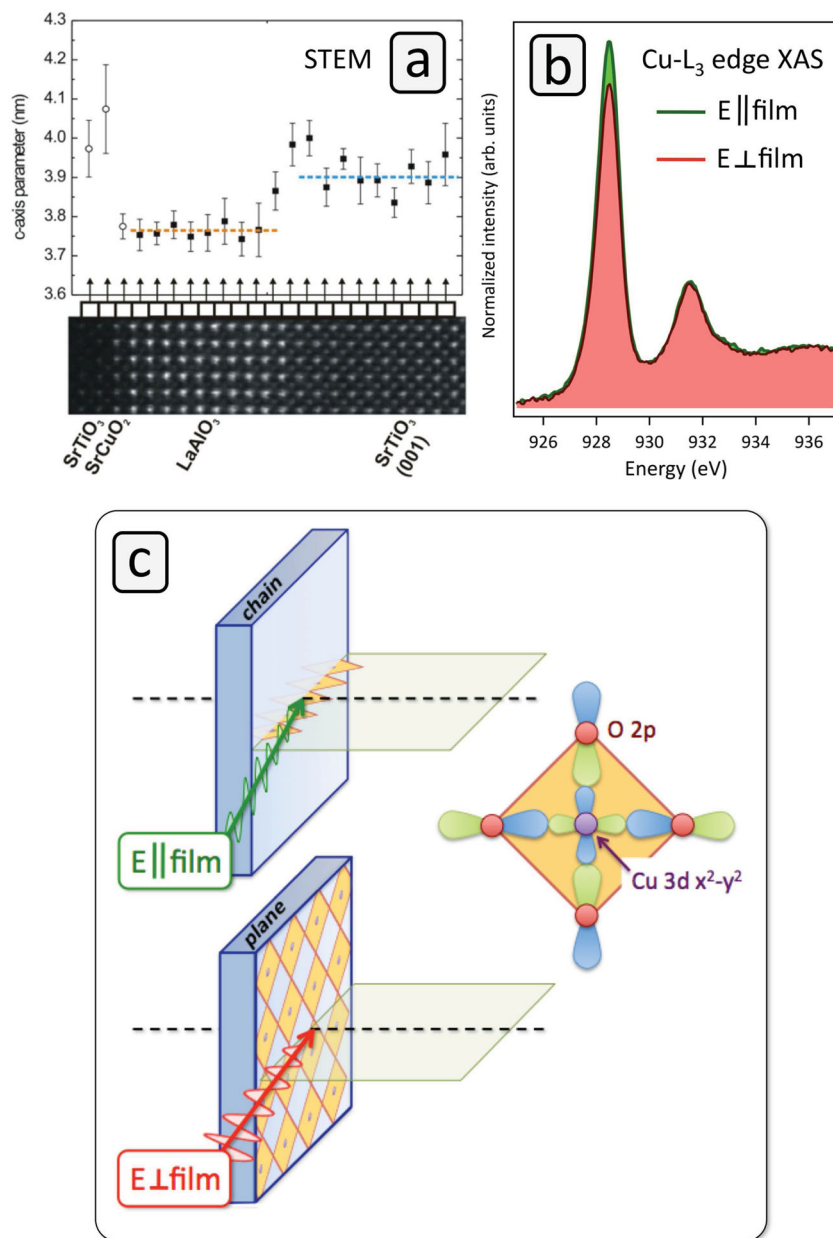 4.3
4.2
4.1
4.0
3.9
3.8
3.7
3.6
c-axis parameter (nm)
STEM
a
SrTiO₃
SrCuO₂
LaAlO₃
SrTiO₃
(001)
b
Cu-L₃ edge XAS
E||film
E⊥film
Normalized intensity (arb. units)
926 928 930 932 934 936
Energy (eV)
c
chain
E||film
plane
E⊥film
O 2p
Cu 3d x²-y²